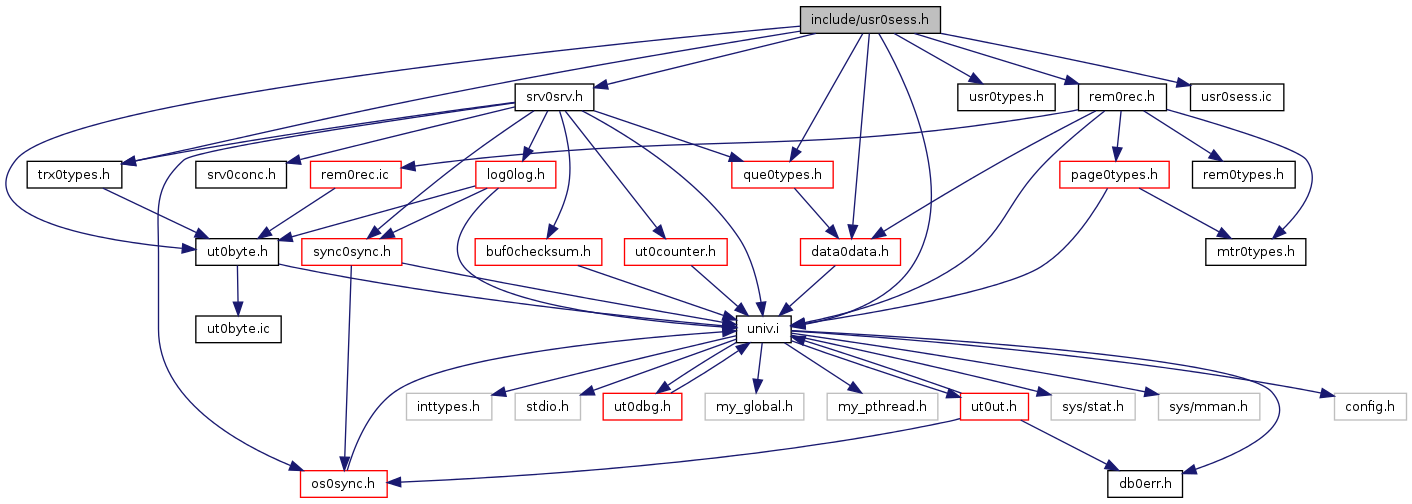 include/usr0sess.h
srv0srv.h
usr0types.h
rem0rec.h
usr0sess.ic
trx0types.h
srv0conc.h
rem0rec.ic
log0log.h
que0types.h
page0types.h
rem0types.h
ut0byte.h
sync0sync.h
buf0checksum.h
ut0counter.h
data0data.h
mtr0types.h
ut0byte.ic
univ.i
inttypes.h
stdio.h
ut0dbg.h
my_global.h
my_pthread.h
ut0ut.h
sys/stat.h
sys/mman.h
config.h
os0sync.h
db0err.h